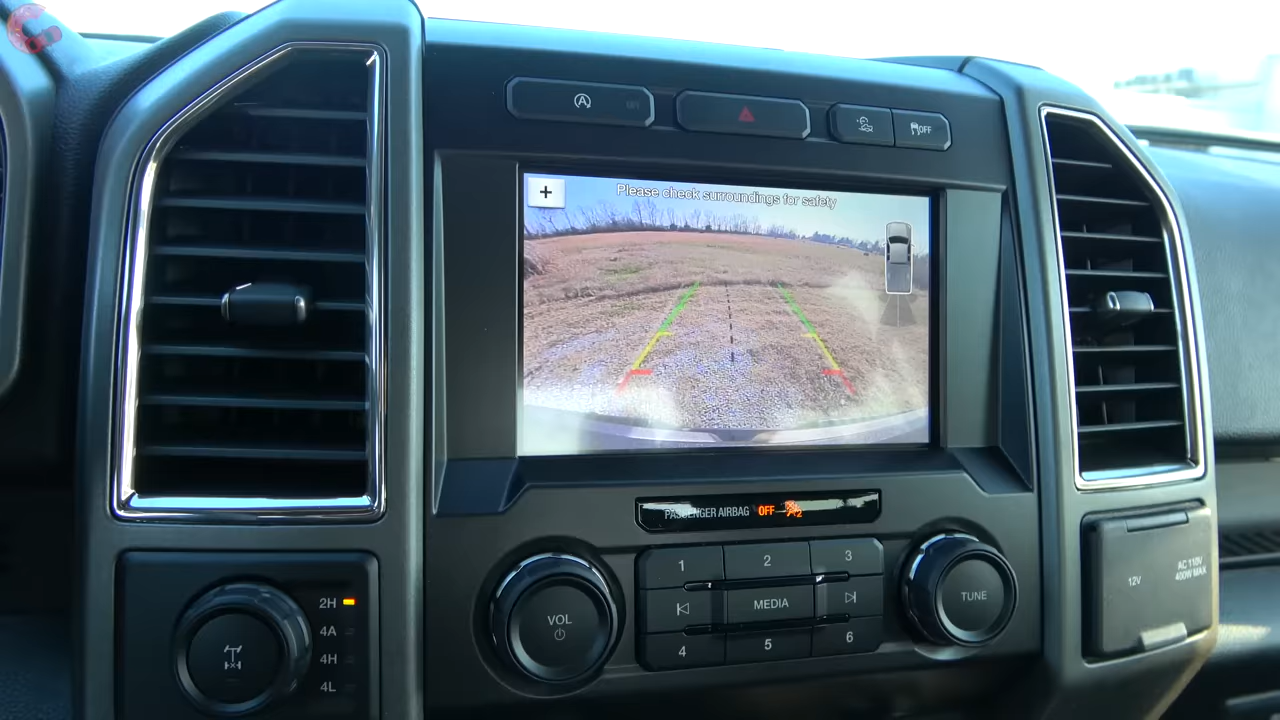 A
OFF
+
Please check surroundings for safety
PASSENGER AIRBAG OFF
2
1 2 3
VOL
MEDIA
TUNE
4 5 6
2H
4A
4H
4L
12V
AC 110V
400W MAX